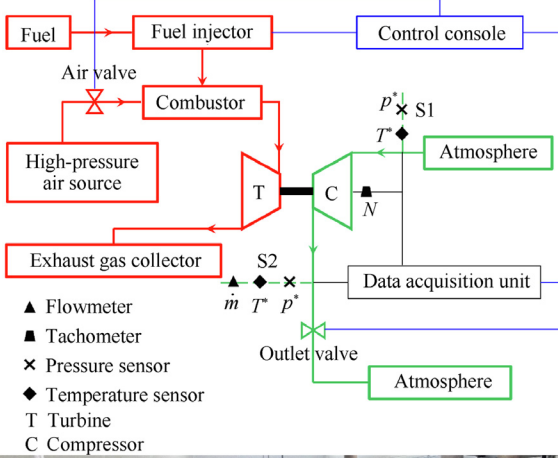 Fuel
Fuel injector
Control console
Air valve
Combustor
p*
S1
T*
High-pressure
air source
Atmosphere
T
C
N
Exhaust gas collector
S2
Data acquisition unit
ṁ
T*
p*
Flowmeter
Tachometer
Outlet valve
Pressure sensor
Atmosphere
Temperature sensor
T Turbine
C Compressor